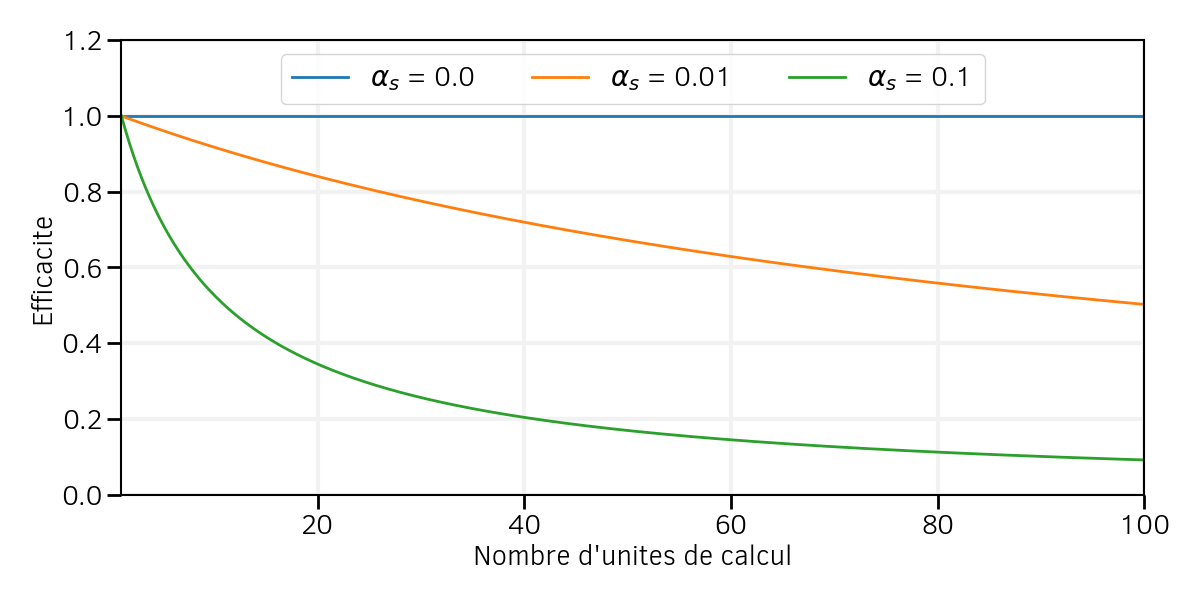 1.2
αs = 0.0
αs = 0.01
αs = 0.1
1.0
0.8
0.6
0.4
0.2
0.0
Efficacite
20
40
60
80
100
Nombre d'unites de calcul